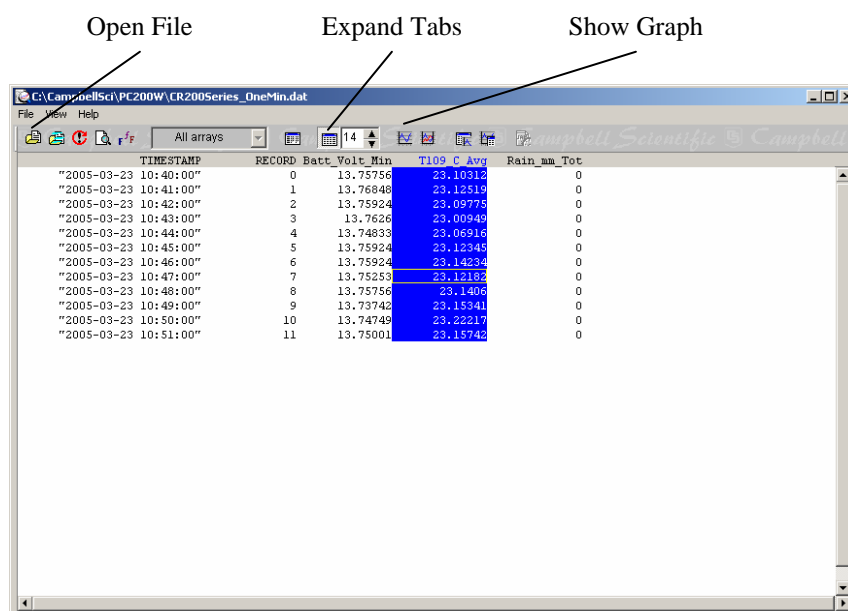 Open File Expand Tabs Show Graph
C:\CampbellSci\PC200W\CR200Series_OneMin.dat
File View Help
All arrays 14 Campbell Scientific Campbell
TIMESTAMP RECORD Batt_Volt_Min T109_C_Avg Rain_mm_Tot
"2005-03-23 10:40:00" 0 13.75756 23.10312 0
"2005-03-23 10:41:00" 1 13.76848 23.12519 0
"2005-03-23 10:42:00" 2 13.75924 23.09775 0
"2005-03-23 10:43:00" 3 13.7626 23.00949 0
"2005-03-23 10:44:00" 4 13.74833 23.06916 0
"2005-03-23 10:45:00" 5 13.75924 23.12345 0
"2005-03-23 10:46:00" 6 13.75924 23.14234 0
"2005-03-23 10:47:00" 7 13.75253 23.12182 0
"2005-03-23 10:48:00" 8 13.75756 23.1406 0
"2005-03-23 10:49:00" 9 13.73742 23.15341 0
"2005-03-23 10:50:00" 10 13.74749 23.22217 0
"2005-03-23 10:51:00" 11 13.75001 23.15742 0